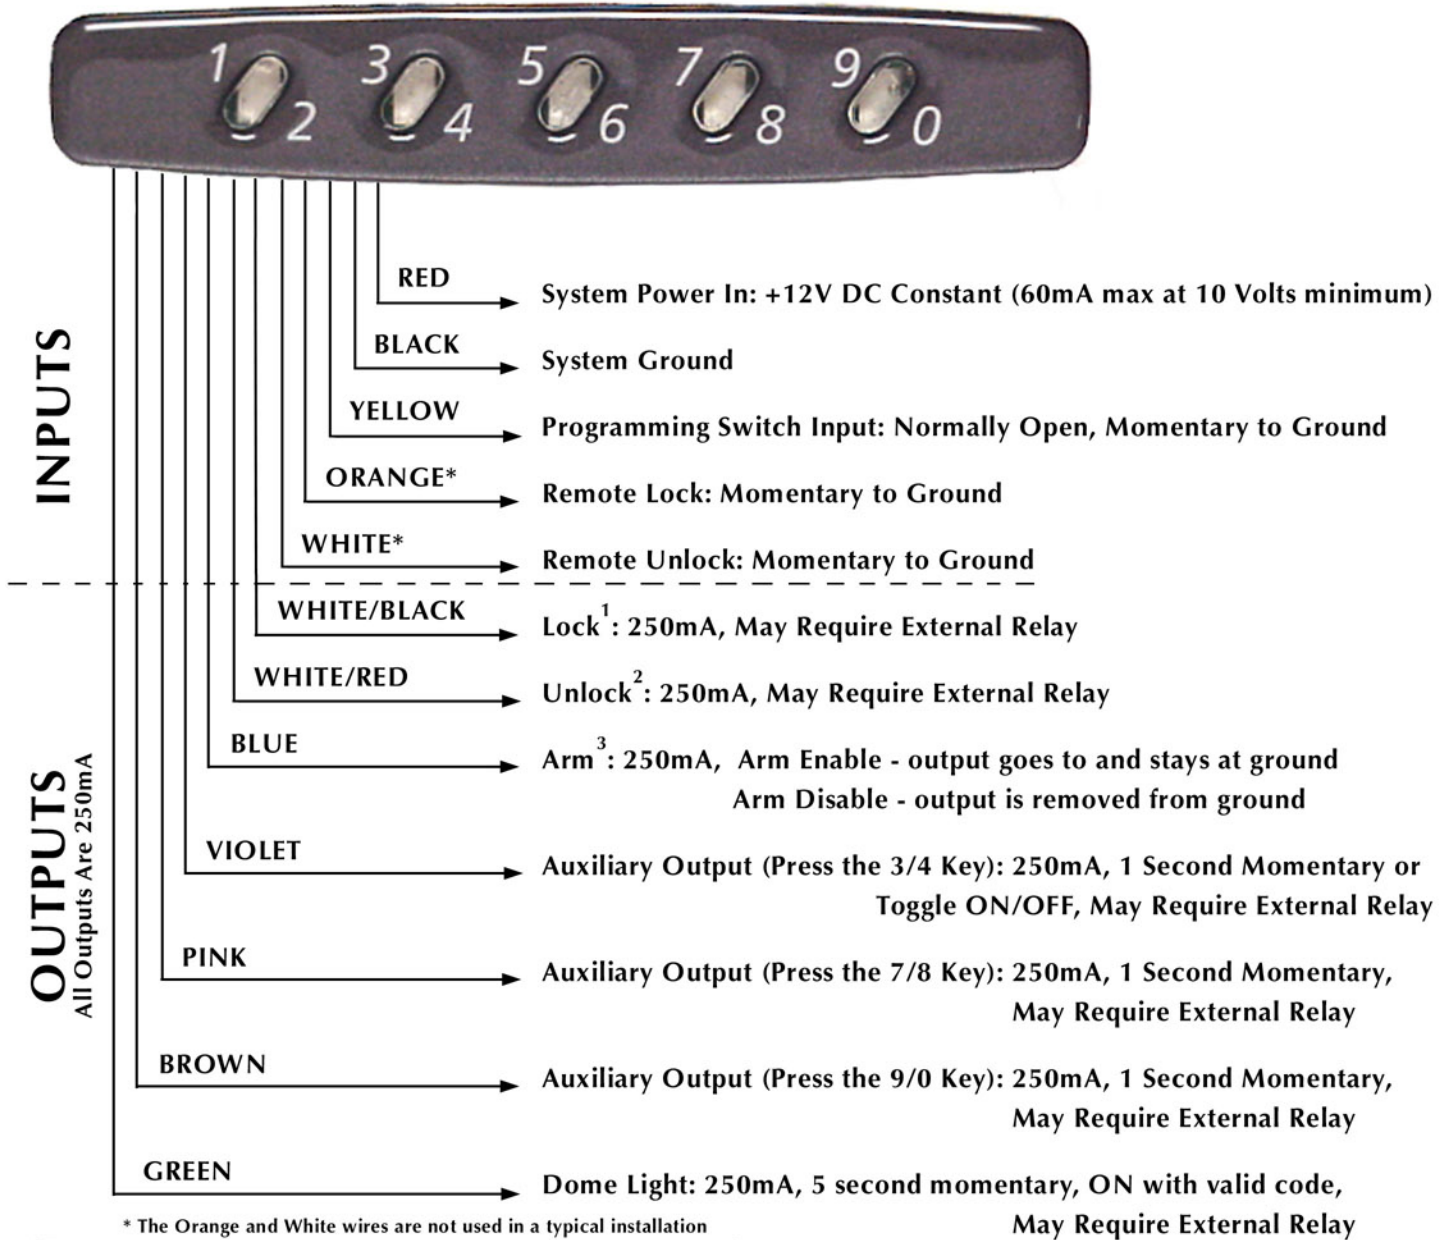 1 3 5 7 9
2 4 6 8 0
INPUTS
RED
System Power In: +12V DC Constant (60mA max at 10 Volts minimum)
BLACK
System Ground
YELLOW
Programming Switch Input: Normally Open, Momentary to Ground
ORANGE*
Remote Lock: Momentary to Ground
WHITE*
Remote Unlock: Momentary to Ground
OUTPUTS
All Outputs Are 250mA
WHITE/BLACK
Lock¹: 250mA, May Require External Relay
WHITE/RED
Unlock²: 250mA, May Require External Relay
BLUE
Arm³: 250mA, Arm Enable - output goes to and stays at ground
Arm Disable - output is removed from ground
VIOLET
Auxiliary Output (Press the 3/4 Key): 250mA, 1 Second Momentary or
Toggle ON/OFF, May Require External Relay
PINK
Auxiliary Output (Press the 7/8 Key): 250mA, 1 Second Momentary,
May Require External Relay
BROWN
Auxiliary Output (Press the 9/0 Key): 250mA, 1 Second Momentary,
May Require External Relay
GREEN
Dome Light: 250mA, 5 second momentary, ON with valid code,
May Require External Relay
* The Orange and White wires are not used in a typical installation